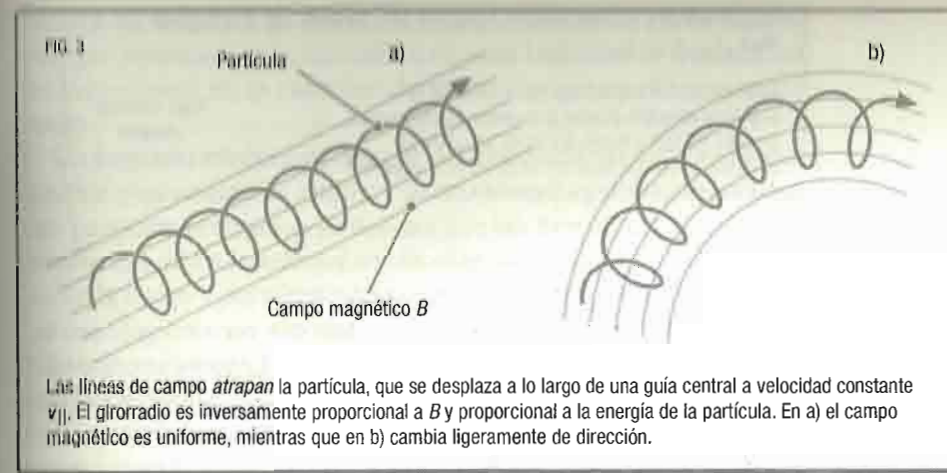 FIG. 3
a)
b)
Partícula
Campo magnético B
Las líneas de campo atrapan la partícula, que se desplaza a lo largo de una guía central a velocidad constante
v||. El girorradio es inversamente proporcional a B y proporcional a la energía de la partícula. En a) el campo
magnético es uniforme, mientras que en b) cambia ligeramente de dirección.